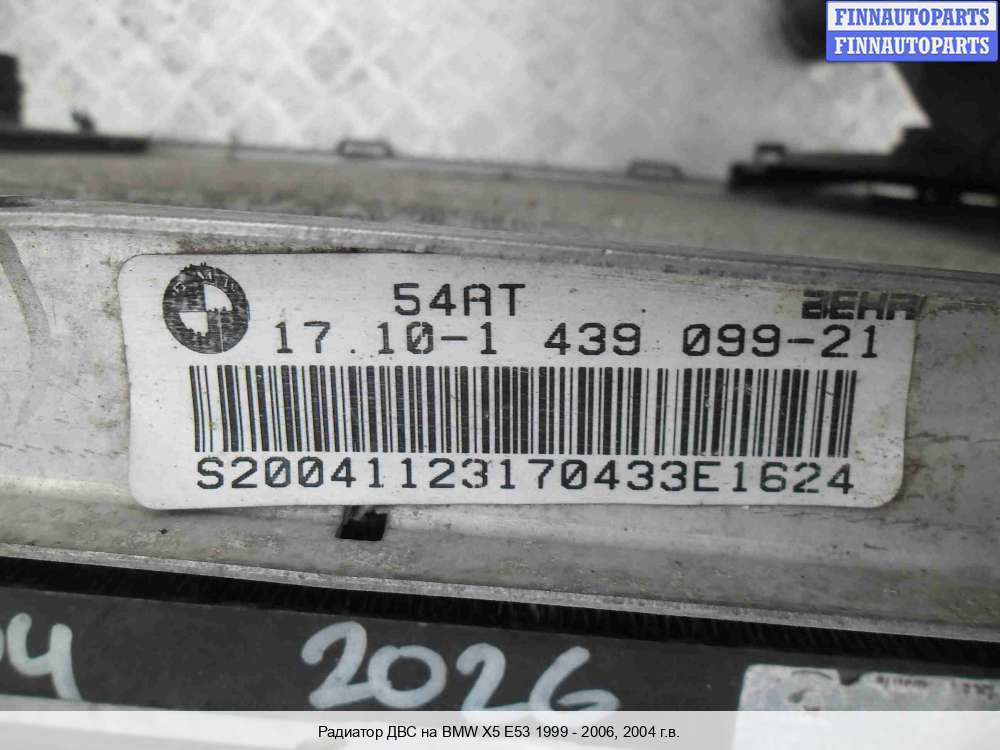 FINNAUTOPARTS
FINNAUTOPARTS
54AT
BEHR
17.10-1 439 099-21
S20041123170433E1624
04 2026
Радиатор ДВС на BMW X5 E53 1999 - 2006, 2004 г.в.